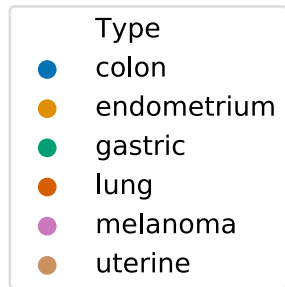 Type
colon
endometrium
gastric
lung
melanoma
uterine